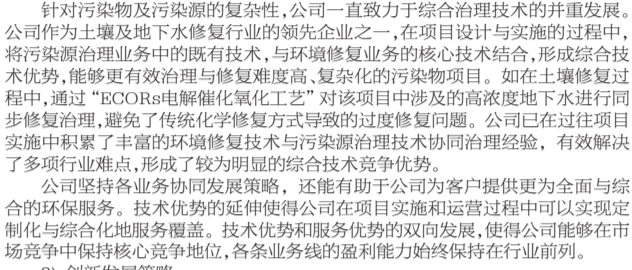 针对污染物及污染源的复杂性,公司一直致力于综合治理技术的并重发展。
公司作为土壤及地下水修复行业的领先企业之一,在项目设计与实施的过程中,
将污染源治理业务中的既有技术,与环境修复业务的核心技术结合,形成综合技
术优势,能够更有效治理与修复难度高、复杂化的污染物项目。如在土壤修复过
程中,通过“ECORs电解催化氧化工艺”对该项目中涉及的高浓度地下水进行同
步修复治理,避免了传统化学修复方式导致的过度修复问题。公司已在过往项目
实施中积累了丰富的环境修复技术与污染源治理技术协同治理经验，有效解决
了多项行业难点,形成了较为明显的综合技术竞争优势。
公司坚持各业务协同发展策略，还能有助于公司为客户提供更为全面与综
合的环保服务。技术优势的延伸使得公司在项目实施和运营过程中可以实现定
制化与综合化地服务覆盖。技术优势和服务优势的双向发展,使得公司能够在市
场竞争中保持核心竞争地位,各条业务线的盈利能力始终保持在行业前列。